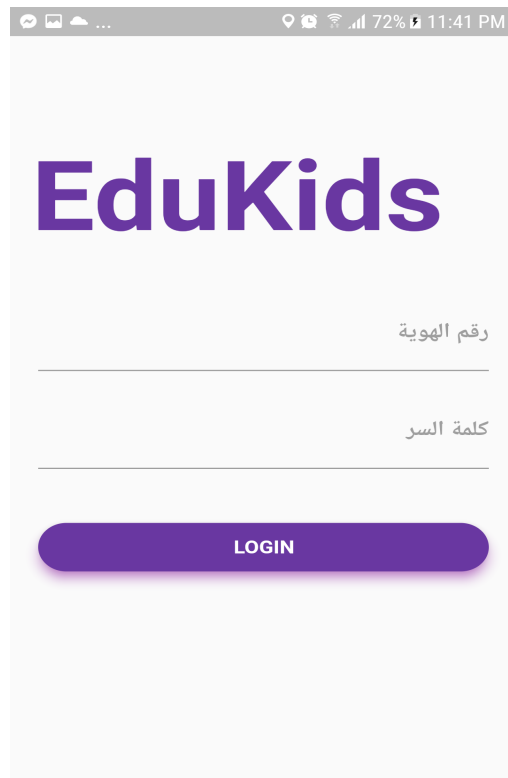 ... 72% 11:41 PM
EduKids
رقم الهوية
كلمة السر
LOGIN